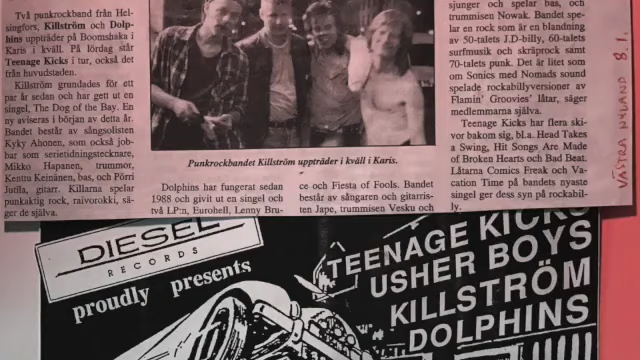 Två punkrockband från Hel-
singfors, Killström och Dolp-
hins uppträder på Boomshaka
i Karis i kväll. På lördag står
Teenage Kicks i tur, också det
från huvudstaden.
Killström grundades för ett
par år sedan och har gett ut en
singel, The Dog of the Bay. En
ny aviseras i början av detta år.
Bandet består av sångsolisten
Kyky Ahonen, som också job-
bar som serietidningstecknare,
Mikko Hapanen, trummor,
Kenttu Keinänen, bas, och Pörri
Jutila, gitarr. Killarna spelar
punkaktig rock, raivorokki, sä-
ger de själva.
Punkrockbandet Killström uppträder i kväll i Karis.
Dolphins har fungerat sedan
1988 och givit ut en singel och
två LP:n, Eurohell, Lenny Bru-
ce och Fiesta of Fools. Bandet
består av sångaren och gitarris-
ten Jape, trummisen Vesku och
sjunger och spelar bas, och
trummisen Nowak. Bandet spe-
lar en rock som är en blandning
av 50-talets J.D-billy, 60-talets
surfmusik och skräprock samt
70-talets punk. Det är litet som
om Sonics med Nomads sound
spelade rockabillyversioner av
Flamin' Groovies' låtar, säger
medlemmarna själva.
Teenage Kicks har flera ski-
vor bakom sig, bl.a. Head Takes
a Swing, Hit Songs Are Made
of Broken Hearts och Bad Beat.
Låtarna Comics Freak och Va-
cation Time på bandets nyaste
singel ger dess syn på rockabil-
ly.
VÄSTRA NYLAND 8.1.
DIESEL
RECORDS
proudly presents
TEENAGE KICKS
USHER BOYS
KILLSTRÖM
DOLPHINS